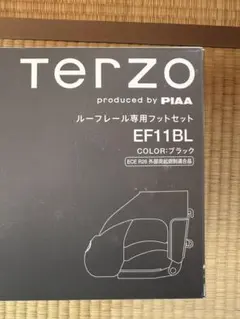 Terzo
produced by PIAA
ルーフレール専用フットセット
EF11BL
COLOR:ブラック
ECE R26 外部突起規制適合品